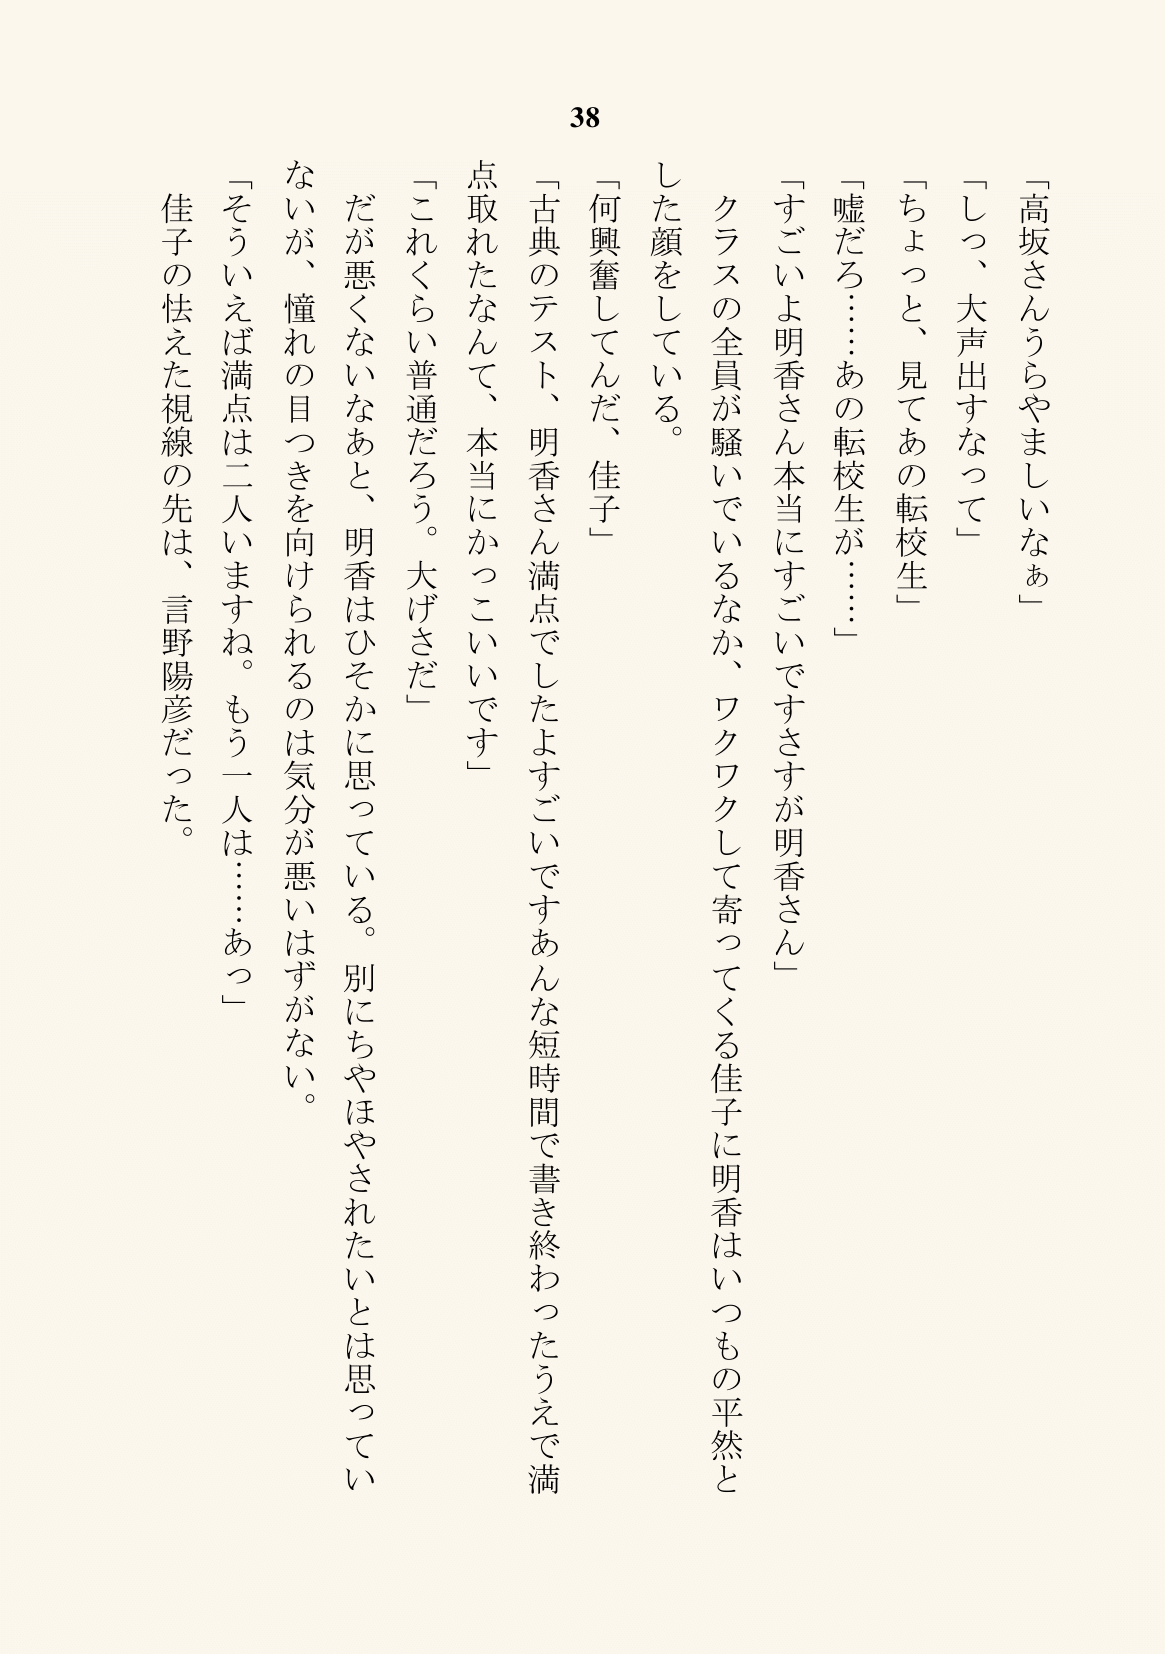 38
「高坂さんうらやましいなぁ」
「しっ、大声出すなって」
「ちょっと、見てあの転校生」
「嘘だろ……あの転校生が……」
「すごいよ明香さん本当にすごいですさすが明香さん」
　クラスの全員が騒いでいるなか、ワクワクして寄ってくる佳子に明香はいつもの平然と
した顔をしている。
「何興奮してんだ、佳子」
「古典のテスト、明香さん満点でしたよすごいですあんな短時間で書き終わったうえで満
点取れたなんて、本当にかっこいいです」
「これくらい普通だろう。大げさだ」
　だが悪くないなあと、明香はひそかに思っている。別にちやほやされたいとは思ってい
ないが、憧れの目つきを向けられるのは気分が悪いはずがない。
「そういえば満点は二人いますね。もう一人は……あっ」
　佳子の怯えた視線の先は、言野陽彦だった。